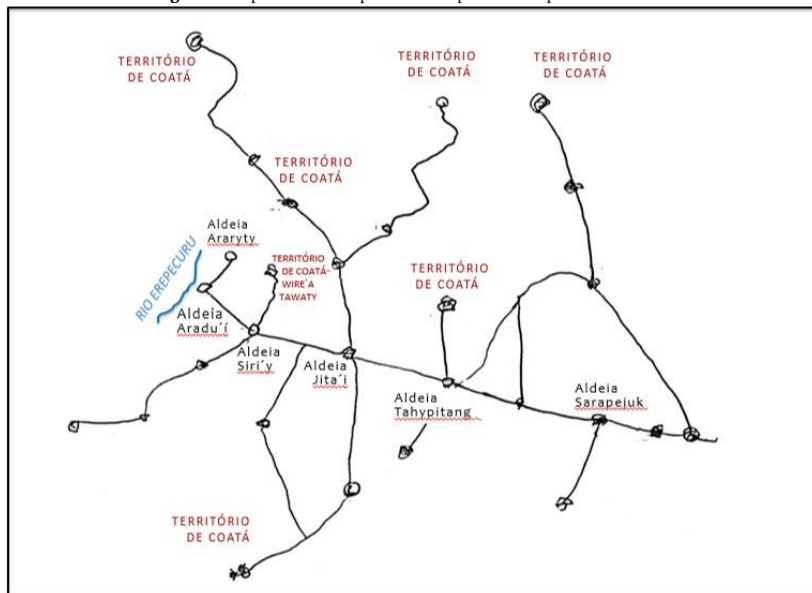 TERRITÓRIO
DE COATÁ
TERRITÓRIO
DE COATÁ
TERRITÓRIO
DE COATÁ
TERRITÓRIO
DE COATÁ
Aldeia
Araryty
RIO EREPECURU
TERRITÓRIO
DE COATÁ-
WIRE´A
TAWATY
TERRITÓRIO
DE COATÁ
Aldeia
Aradu´í
Aldeia
Siri´y
Aldeia
Jita´i
Aldeia
Tahypitang
Aldeia
Sarapejuk
TERRITÓRIO
DE COATÁ